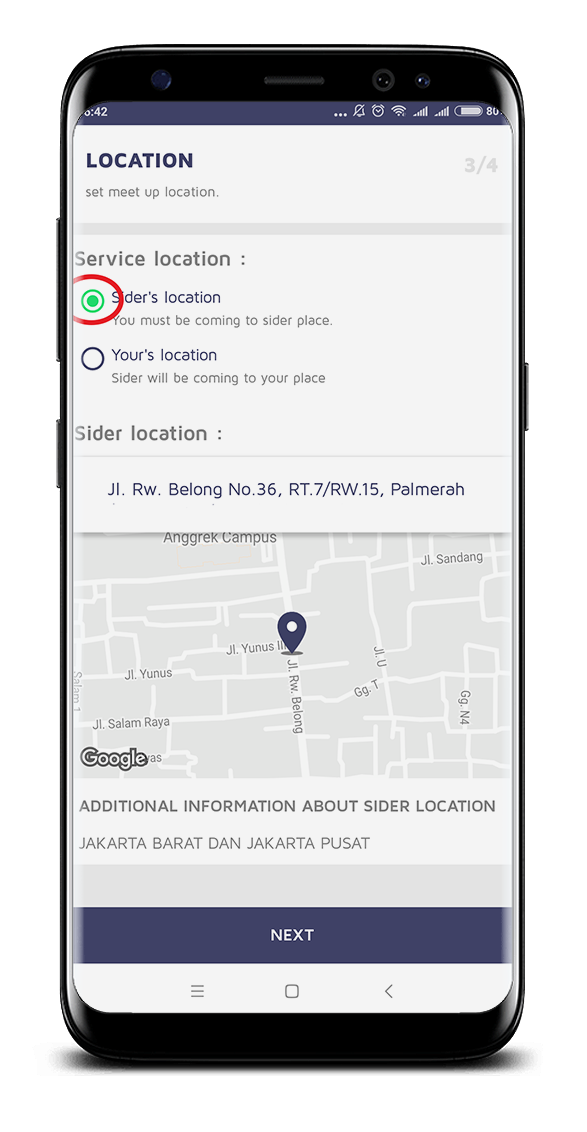 6:42
80
LOCATION
3/4
set meet up location.
Service location :
Sider's location
You must be coming to sider place.
Your's location
Sider will be coming to your place
Sider location :
Jl. Rw. Belong No.36, RT.7/RW.15, Palmerah
Anggrek Campus
Jl. Sandang
Jl. Yunus III
Jl. U
Jl. Rw. Belong
Jl. Yunus
Gg. T
Gg. N4
Salam 1
Jl. Salam Raya
Google
ADDITIONAL INFORMATION ABOUT SIDER LOCATION
JAKARTA BARAT DAN JAKARTA PUSAT
NEXT